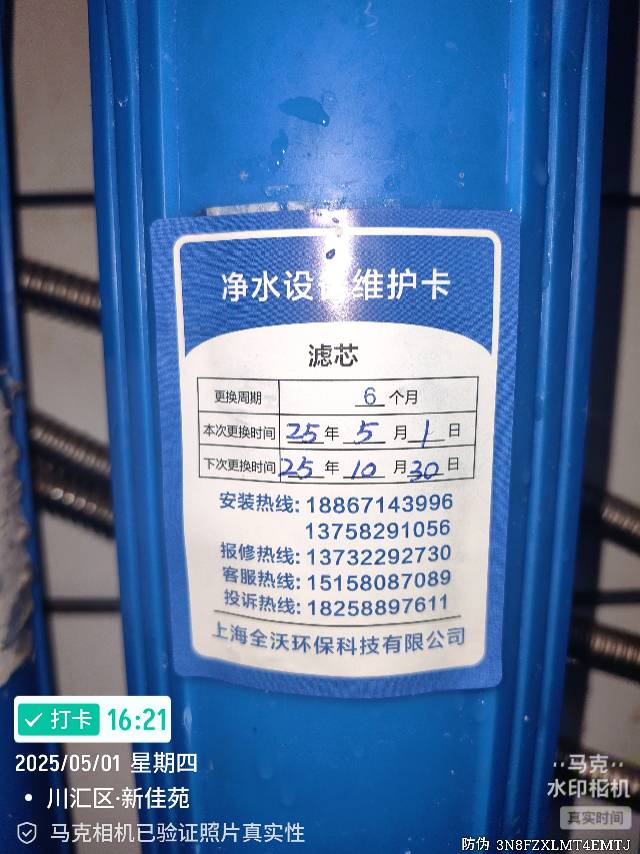 净水设备维护卡
滤芯
更换周期 6 个月
本次更换时间 25 年 5 月 1 日
下次更换时间 25 年 10 月 30 日
安装热线: 18867143996
13758291056
报修热线: 13732292730
客服热线: 15158087089
投诉热线: 18258897611
上海全沃环保科技有限公司
打卡 16:21
2025/05/01 星期四
川汇区·新佳苑
马克相机已验证照片真实性
马克
水印相机
真实时间
防伪 3N8FZXLMT4EMTJ